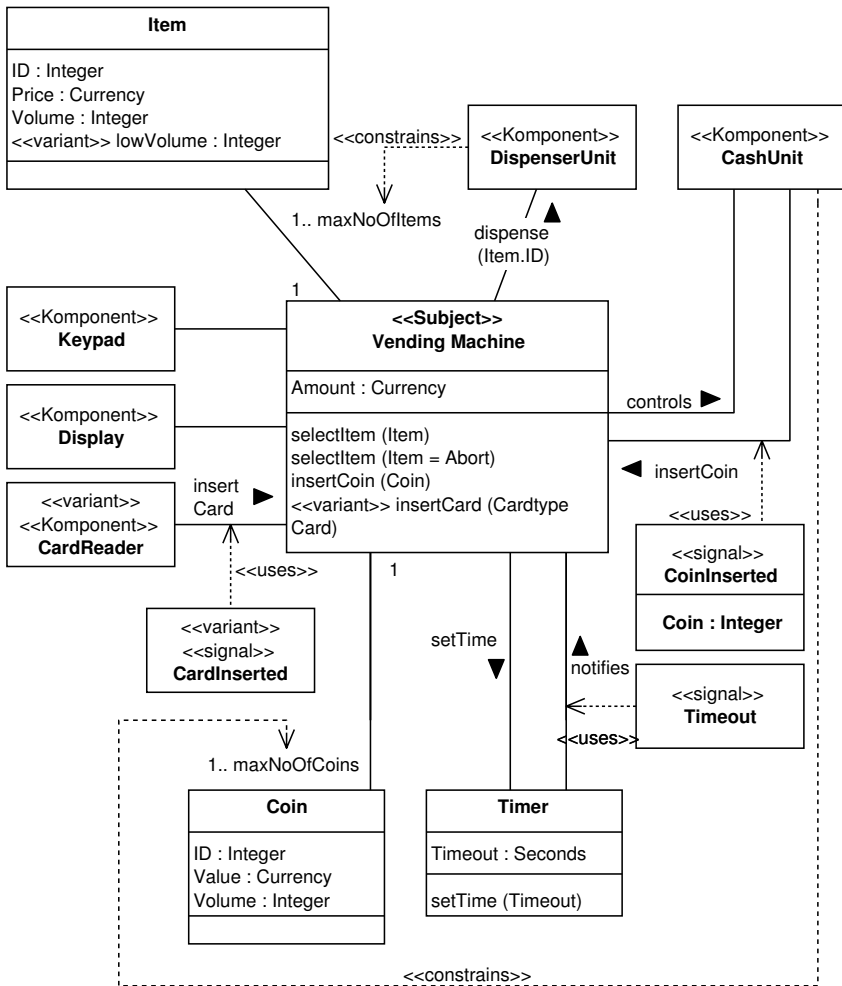 Item
ID : Integer
Price : Currency
Volume : Integer
<<variant>> lowVolume : Integer
<<constrains>>
<<Komponent>>
DispenserUnit
<<Komponent>>
CashUnit
1.. maxNoOfItems
dispense
(Item.ID)
1
<<Komponent>>
Keypad
<<Subject>>
Vending Machine
Amount : Currency
selectItem (Item)
selectItem (Item = Abort)
insertCoin (Coin)
<<variant>> insertCard (Cardtype
Card)
controls
<<Komponent>>
Display
insertCoin
insert
Card
<<variant>>
<<Komponent>>
CardReader
<<uses>>
<<uses>>
<<signal>>
CoinInserted
Coin : Integer
1
<<variant>>
<<signal>>
CardInserted
setTime
notifies
<<signal>>
Timeout
<<uses>>
1.. maxNoOfCoins
Coin
ID : Integer
Value : Currency
Volume : Integer
Timer
Timeout : Seconds
setTime (Timeout)
<<constrains>>